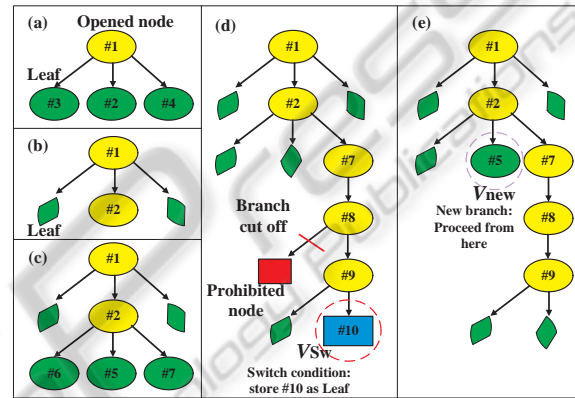 (a)
Opened node
#1
Leaf
#3
#2
#4
(b)
#1
#2
Leaf
(c)
#1
#2
#6
#5
#7
(d)
#1
#2
#7
Branch
cut off
#8
#9
Prohibited
node
#10
Vsw
Switch condition:
store #10 as Leaf
(e)
#1
#2
#5
#7
Vnew
New branch:
Proceed from
here
#8
#9